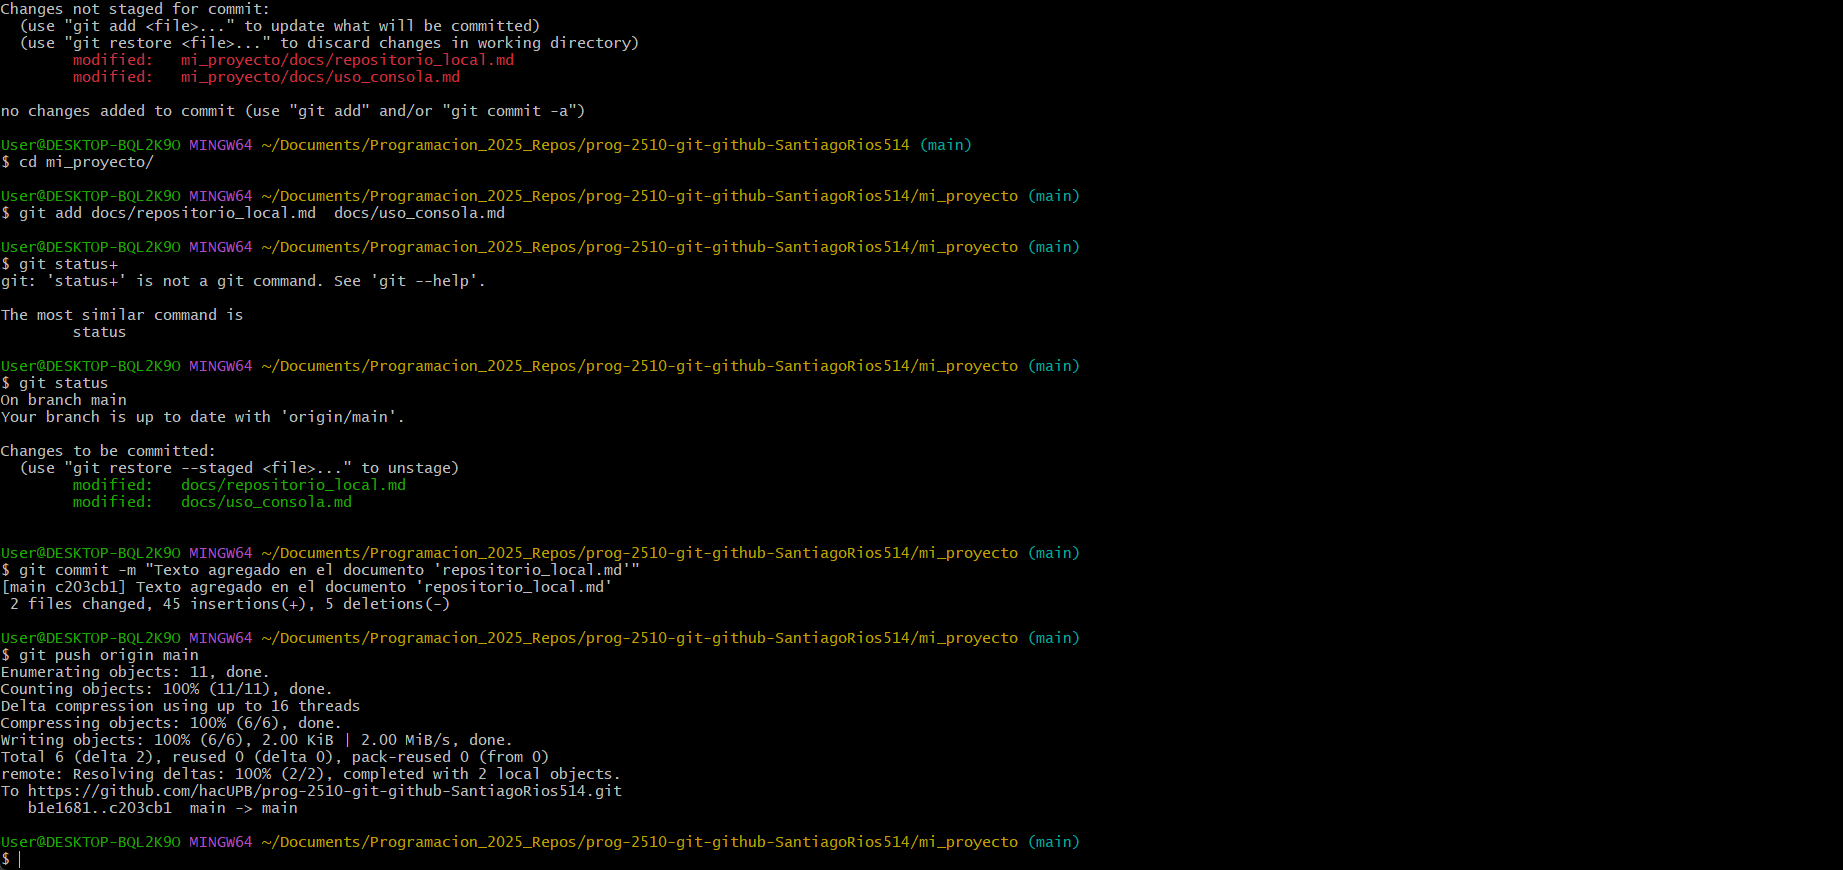 Changes not staged for commit:
  (use "git add <file>..." to update what will be committed)
  (use "git restore <file>..." to discard changes in working directory)
        modified:   mi_proyecto/docs/repositorio_local.md
        modified:   mi_proyecto/docs/uso_consola.md

no changes added to commit (use "git add" and/or "git commit -a")

User@DESKTOP-BQL2K9O MINGW64 ~/Documents/Programacion_2025_Repos/prog-2510-git-github-SantiagoRios514 (main)
$ cd mi_proyecto/

User@DESKTOP-BQL2K9O MINGW64 ~/Documents/Programacion_2025_Repos/prog-2510-git-github-SantiagoRios514/mi_proyecto (main)
$ git add docs/repositorio_local.md  docs/uso_consola.md

User@DESKTOP-BQL2K9O MINGW64 ~/Documents/Programacion_2025_Repos/prog-2510-git-github-SantiagoRios514/mi_proyecto (main)
$ git status+
git: 'status+' is not a git command. See 'git --help'.

The most similar command is
        status

User@DESKTOP-BQL2K9O MINGW64 ~/Documents/Programacion_2025_Repos/prog-2510-git-github-SantiagoRios514/mi_proyecto (main)
$ git status
On branch main
Your branch is up to date with 'origin/main'.

Changes to be committed:
  (use "git restore --staged <file>..." to unstage)
        modified:   docs/repositorio_local.md
        modified:   docs/uso_consola.md

User@DESKTOP-BQL2K9O MINGW64 ~/Documents/Programacion_2025_Repos/prog-2510-git-github-SantiagoRios514/mi_proyecto (main)
$ git commit -m "Texto agregado en el documento 'repositorio_local.md'"
[main c203cb1] Texto agregado en el documento 'repositorio_local.md'
 2 files changed, 45 insertions(+), 5 deletions(-)

User@DESKTOP-BQL2K9O MINGW64 ~/Documents/Programacion_2025_Repos/prog-2510-git-github-SantiagoRios514/mi_proyecto (main)
$ git push origin main
Enumerating objects: 11, done.
Counting objects: 100% (11/11), done.
Delta compression using up to 16 threads
Compressing objects: 100% (6/6), done.
Writing objects: 100% (6/6), 2.00 KiB | 2.00 MiB/s, done.
Total 6 (delta 2), reused 0 (delta 0), pack-reused 0 (from 0)
remote: Resolving deltas: 100% (2/2), completed with 2 local objects.
To https://github.com/hacUPB/prog-2510-git-github-SantiagoRios514.git
   b1e1681..c203cb1  main -> main

User@DESKTOP-BQL2K9O MINGW64 ~/Documents/Programacion_2025_Repos/prog-2510-git-github-SantiagoRios514/mi_proyecto (main)
$